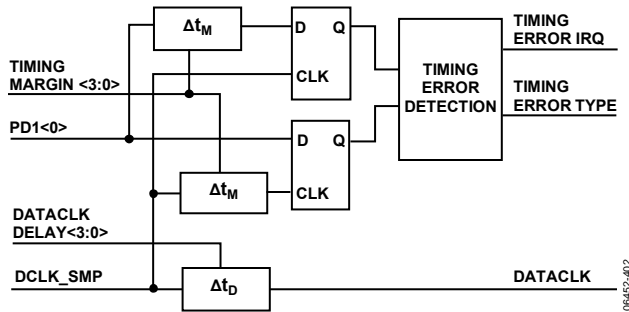 Δt_M
D Q
CLK
TIMING
MARGIN <3:0>
TIMING
ERROR
DETECTION
TIMING
ERROR IRQ
TIMING
ERROR TYPE
PD1<0>
D Q
CLK
Δt_M
DATACLK
DELAY<3:0>
DCLK_SMP
Δt_D
DATACLK
06452-402